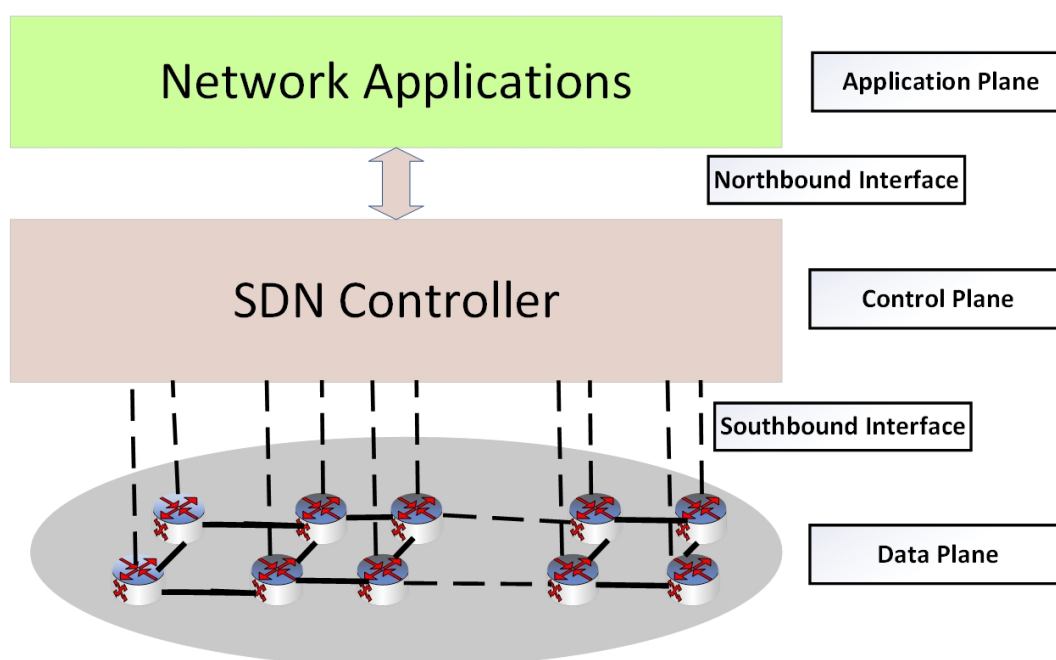 Network Applications
Application Plane
Northbound Interface
SDN Controller
Control Plane
Southbound Interface
Data Plane